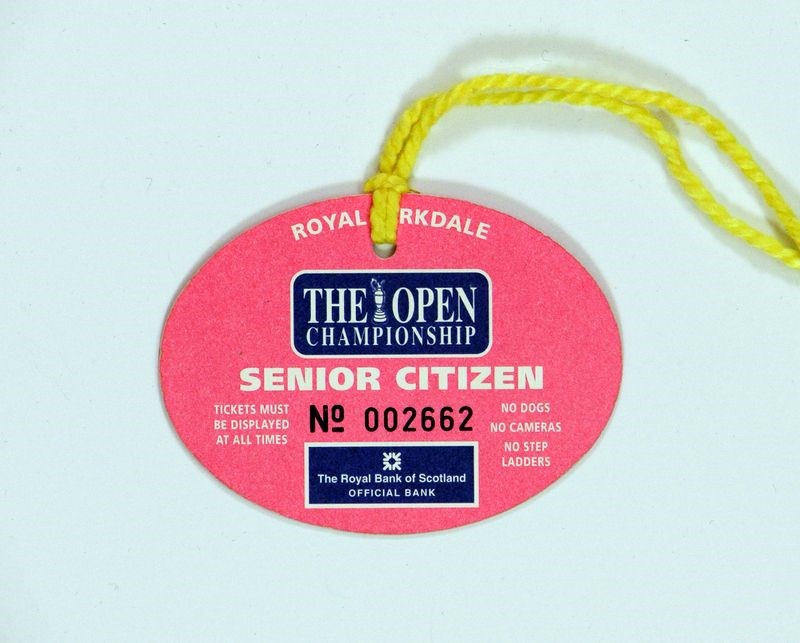 ROYAL RKDALE
THE OPEN
CHAMPIONSHIP
SENIOR CITIZEN
TICKETS MUST
BE DISPLAYED
AT ALL TIMES
Nº 002662
NO DOGS
NO CAMERAS
NO STEP
LADDERS
The Royal Bank of Scotland
OFFICIAL BANK